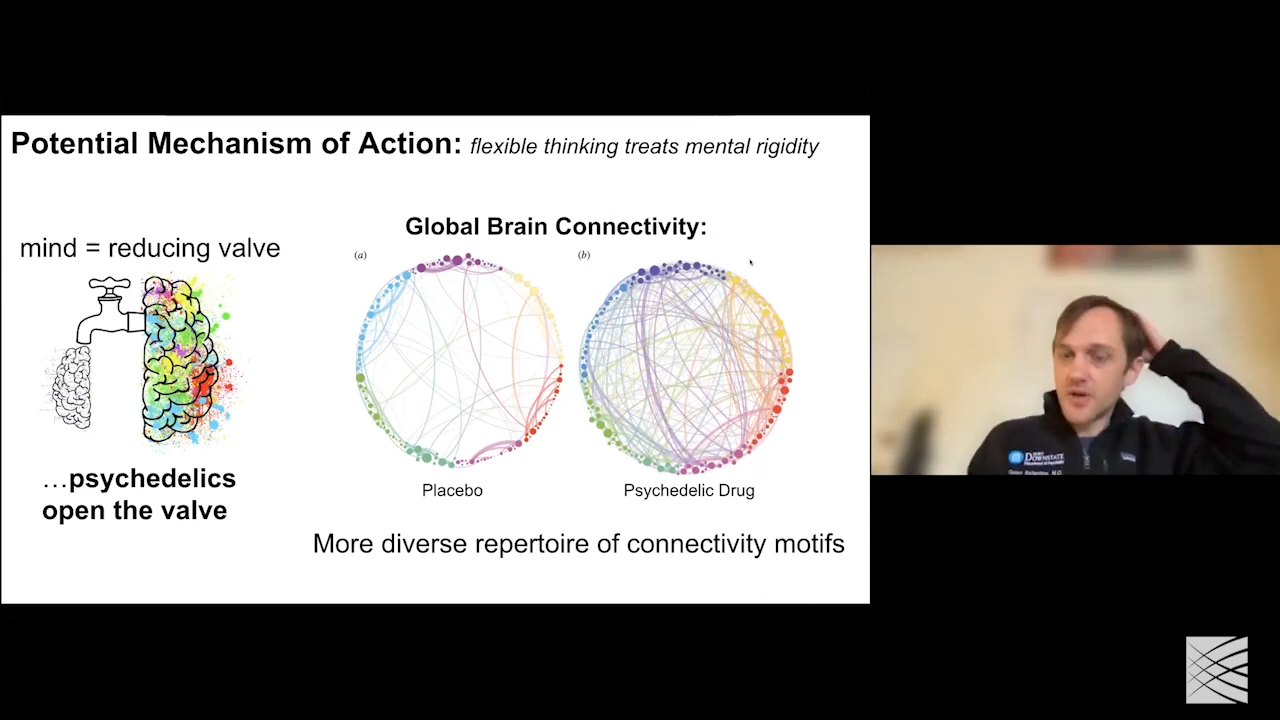 Potential Mechanism of Action: flexible thinking treats mental rigidity
mind = reducing valve
…psychedelics
open the valve
Global Brain Connectivity:
(a)
(b)
Placebo
Psychedelic Drug
More diverse repertoire of connectivity motifs
DOWNSTATE